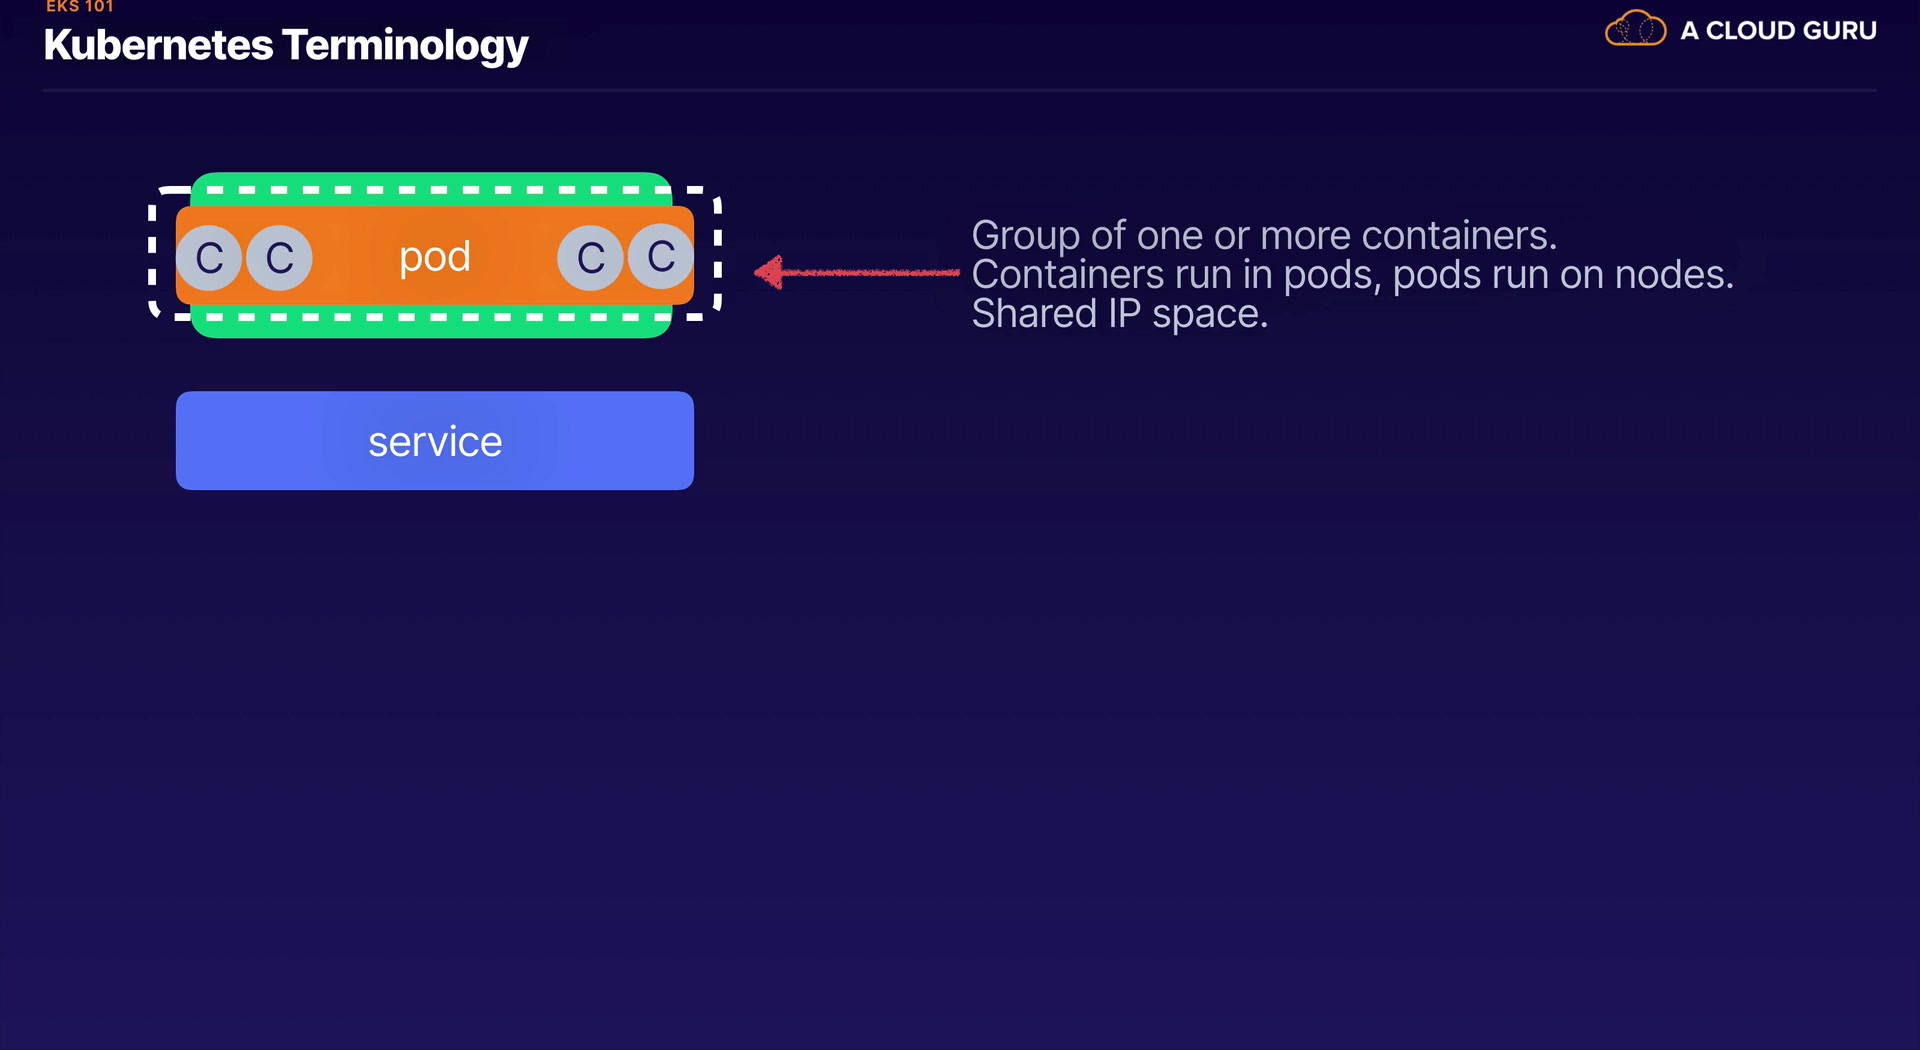 EKS 101
Kubernetes Terminology
A CLOUD GURU
C C pod C C
Group of one or more containers.
Containers run in pods, pods run on nodes.
Shared IP space.
service